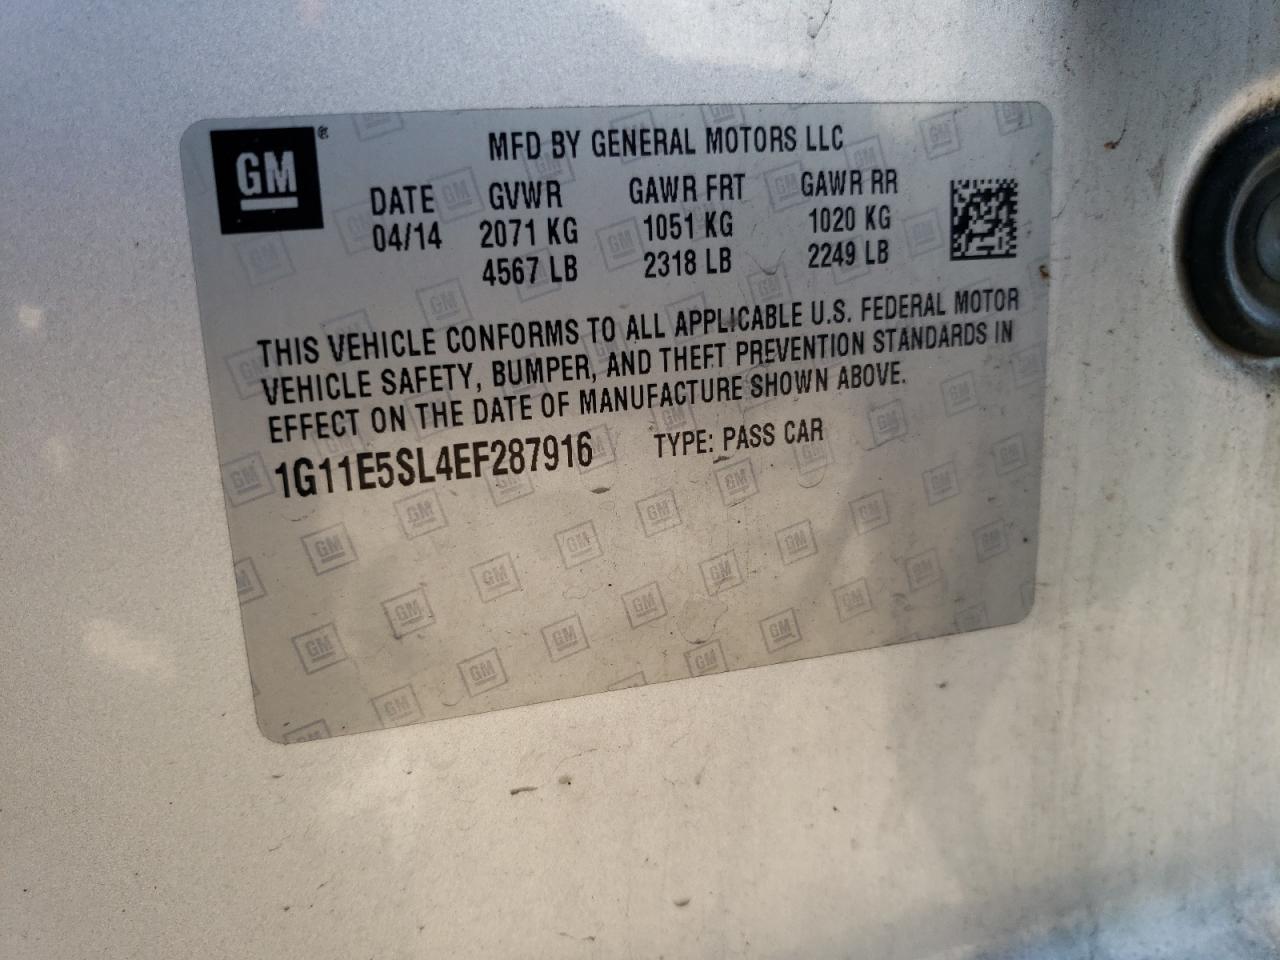 GM®
MFD BY GENERAL MOTORS LLC
DATE GVWR GAWR FRT GAWR RR
04/14 2071 KG 1051 KG 1020 KG
4567 LB 2318 LB 2249 LB
THIS VEHICLE CONFORMS TO ALL APPLICABLE U.S. FEDERAL MOTOR
VEHICLE SAFETY, BUMPER, AND THEFT PREVENTION STANDARDS IN
EFFECT ON THE DATE OF MANUFACTURE SHOWN ABOVE.
1G11E5SL4EF287916 TYPE: PASS CAR